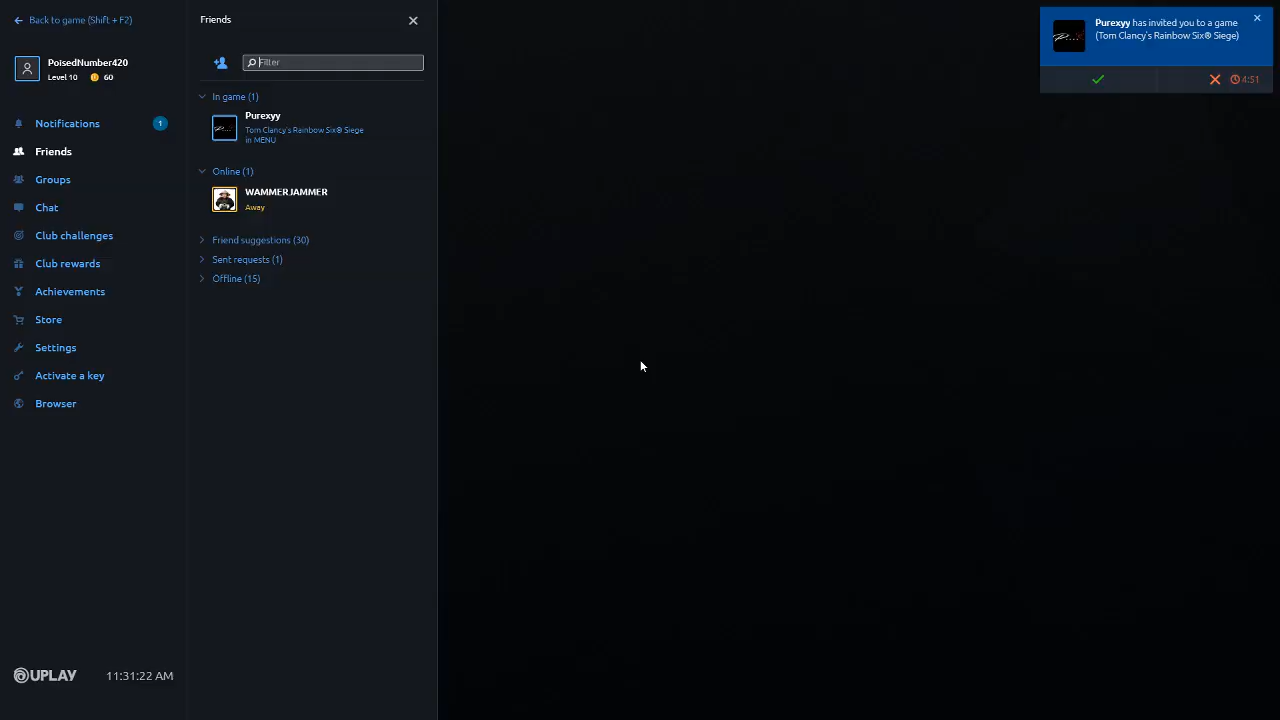 Back to game (Shift + F2)
PoisedNumber420
Level 10 60
Notifications 1
Friends
Groups
Chat
Club challenges
Club rewards
Achievements
Store
Settings
Activate a key
Browser
UPLAY 11:31:22 AM
Friends
Filter
In game (1)
Purexyy
Tom Clancy's Rainbow Six® Siege
in MENU
Online (1)
WAMMERJAMMER
Away
Friend suggestions (30)
Sent requests (1)
Offline (15)
Purexyy has invited you to a game
(Tom Clancy's Rainbow Six® Siege)
4:51